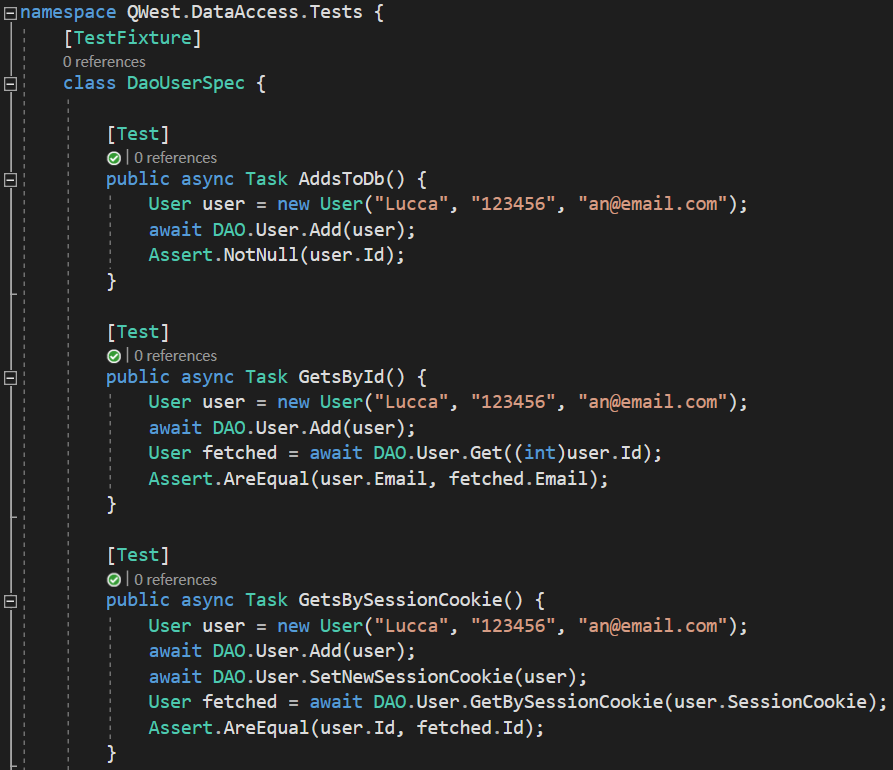 namespace QWest.DataAccess.Tests {
[TestFixture]
0 references
class DaoUserSpec {
[Test]
| 0 references
public async Task AddsToDb() {
User user = new User("Lucca", "123456", "an@email.com");
await DAO.User.Add(user);
Assert.NotNull(user.Id);
}
[Test]
| 0 references
public async Task GetsById() {
User user = new User("Lucca", "123456", "an@email.com");
await DAO.User.Add(user);
User fetched = await DAO.User.Get((int)user.Id);
Assert.AreEqual(user.Email, fetched.Email);
}
[Test]
| 0 references
public async Task GetsBySessionCookie() {
User user = new User("Lucca", "123456", "an@email.com");
await DAO.User.Add(user);
await DAO.User.SetNewSessionCookie(user);
User fetched = await DAO.User.GetBySessionCookie(user.SessionCookie);
Assert.AreEqual(user.Id, fetched.Id);
}